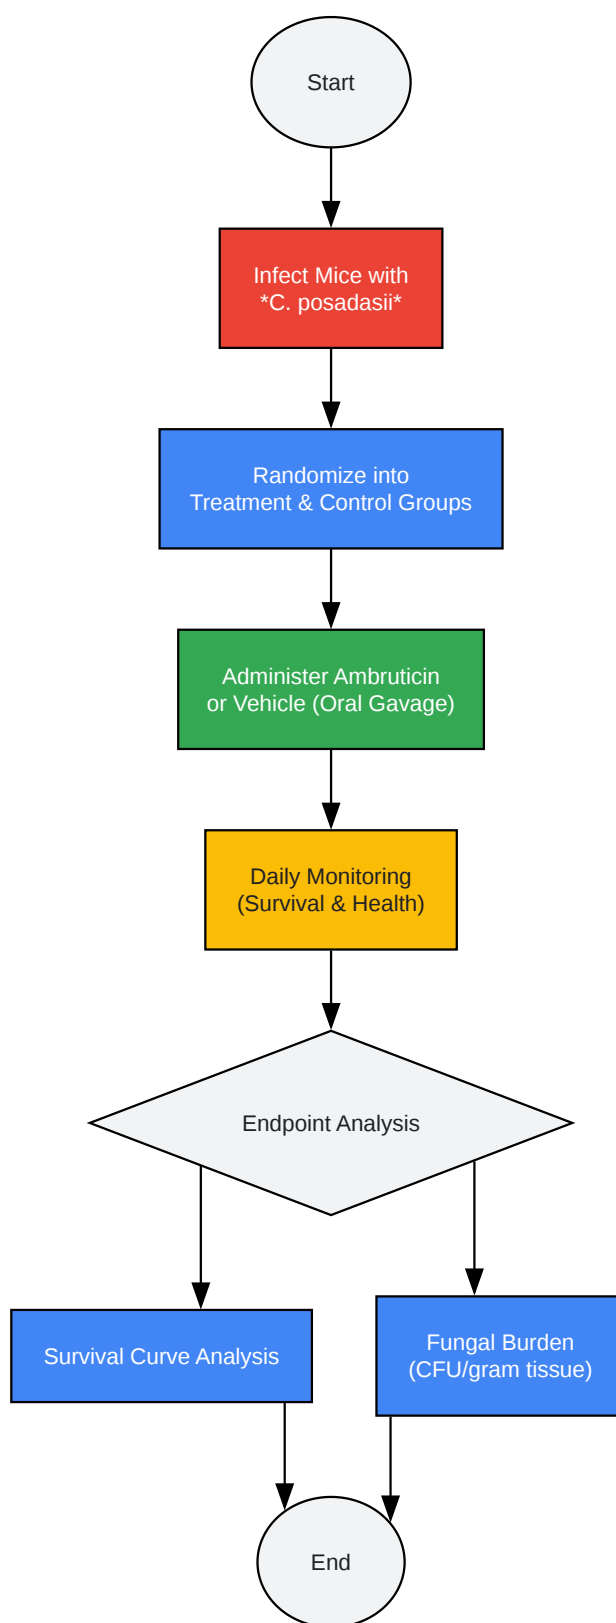 Start
Infect Mice with
*C. posadasii*
Randomize into
Treatment & Control Groups
Administer Ambruticin
or Vehicle (Oral Gavage)
Daily Monitoring
(Survival & Health)
Endpoint Analysis
Survival Curve Analysis
Fungal Burden
(CFU/gram tissue)
End